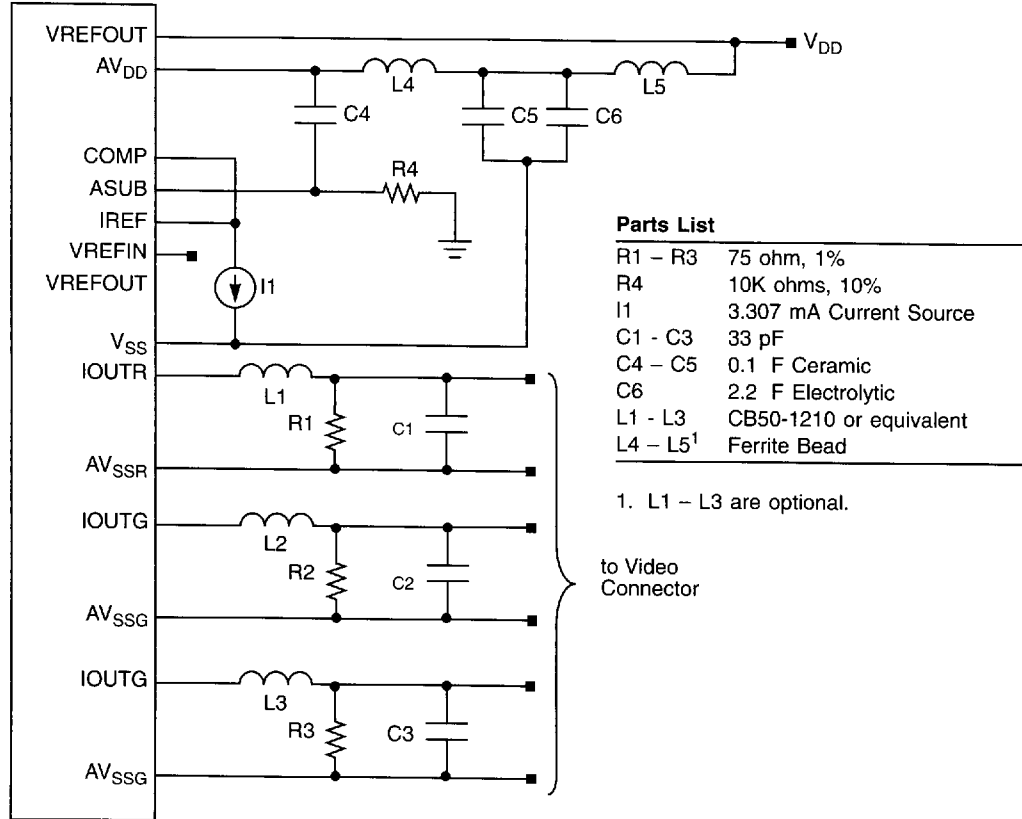 VREFOUT
V_DD
AV_DD
L4
L5
C4
C5
C6
COMP
R4
ASUB
IREF
VREFIN
VREFOUT
I1
V_SS
IOUTR
L1
R1
C1
AV_SSR
IOUTG
L2
R2
C2
AV_SSG
IOUTG
L3
R3
C3
AV_SSG
to Video
Connector
Parts List
R1 – R3 75 ohm, 1%
R4 10K ohms, 10%
I1 3.307 mA Current Source
C1 - C3 33 pF
C4 – C5 0.1 F Ceramic
C6 2.2 F Electrolytic
L1 - L3 CB50-1210 or equivalent
L4 – L5¹ Ferrite Bead
1. L1 – L3 are optional.